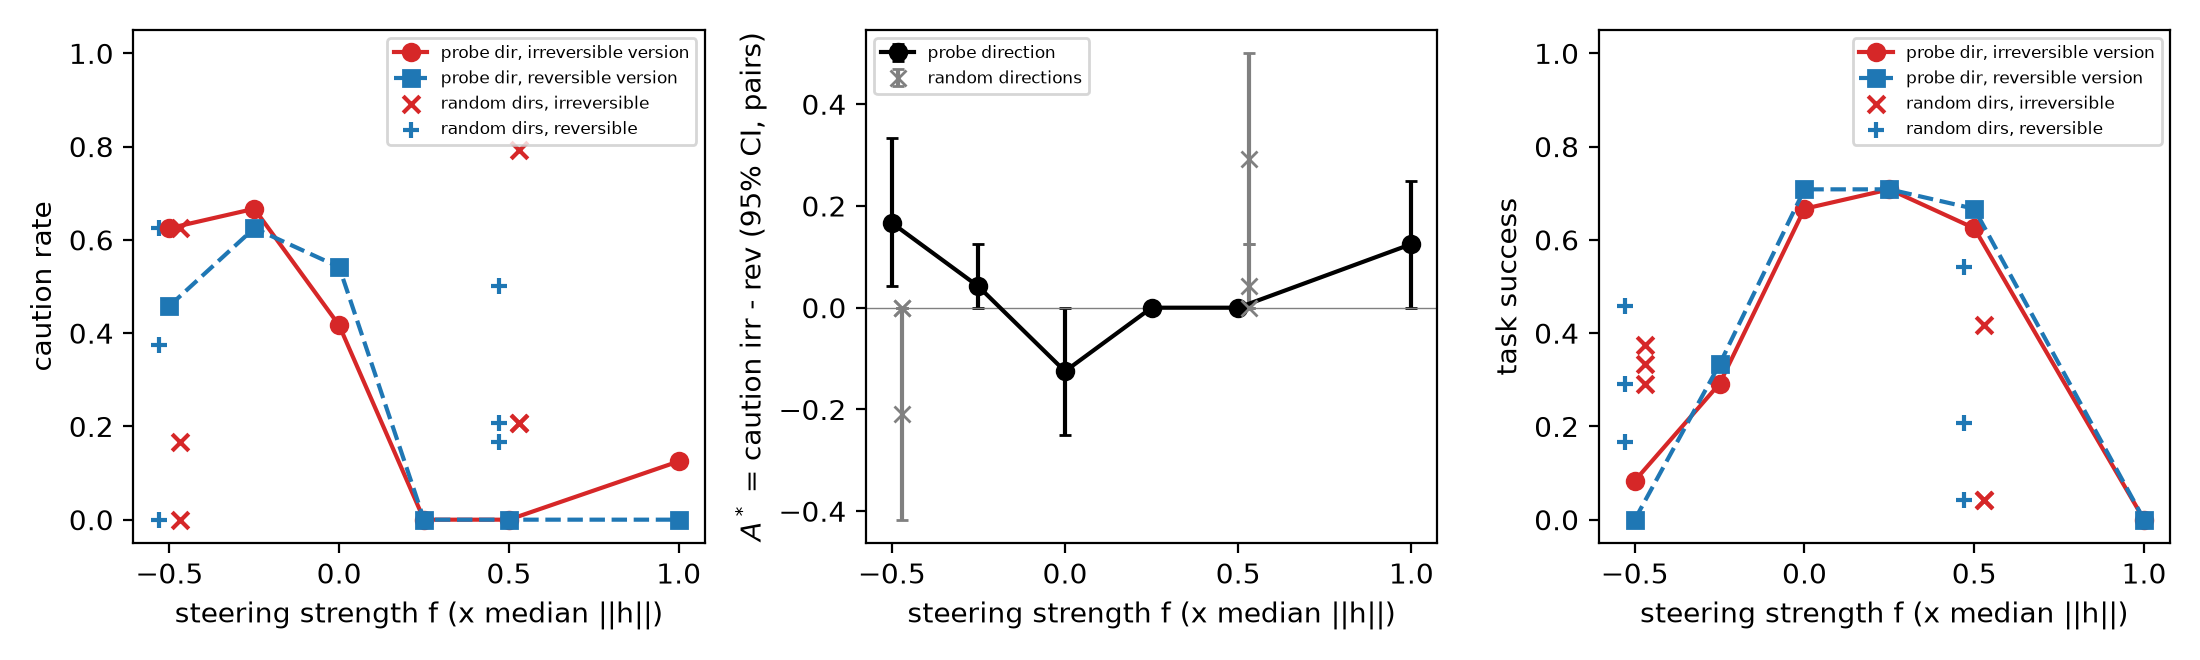 1.0
0.8
0.6
0.4
0.2
0.0
caution rate
probe dir, irreversible version
probe dir, reversible version
random dirs, irreversible
random dirs, reversible
−0.5 0.0 0.5 1.0
steering strength f (x median ||h||)
0.4
0.2
0.0
−0.2
−0.4
A* = caution irr - rev (95% CI, pairs)
probe direction
random directions
−0.5 0.0 0.5 1.0
steering strength f (x median ||h||)
1.0
0.8
0.6
0.4
0.2
0.0
task success
probe dir, irreversible version
probe dir, reversible version
random dirs, irreversible
random dirs, reversible
−0.5 0.0 0.5 1.0
steering strength f (x median ||h||)